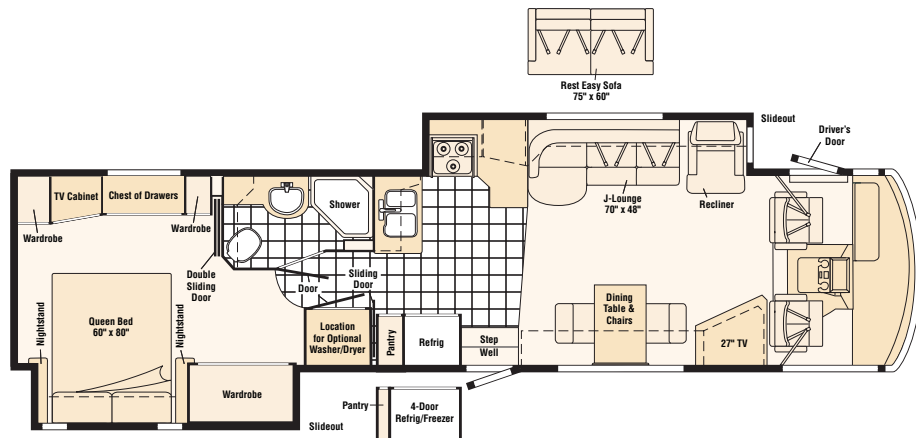 Rest Easy Sofa
75" x 60"
Slideout
Driver's
Door
TV Cabinet
Chest of Drawers
Shower
J-Lounge
70" x 48"
Recliner
Wardrobe
Wardrobe
Double
Sliding
Door
Door
Sliding
Door
Nightstand
Queen Bed
60" x 80"
Nightstand
Location
for Optional
Washer/Dryer
Pantry
Refrig
Step
Well
Dining
Table &
Chairs
27" TV
Wardrobe
Slideout
Pantry
4-Door
Refrig/Freezer